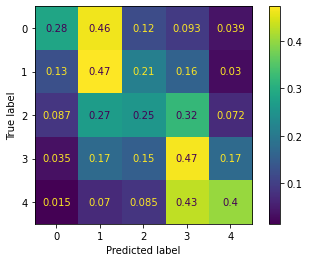 0 0.28 0.46 0.12 0.093 0.039
1 0.13 0.47 0.21 0.16 0.03
2 0.087 0.27 0.25 0.32 0.072
3 0.035 0.17 0.15 0.47 0.17
4 0.015 0.07 0.085 0.43 0.4
0 1 2 3 4
Predicted label
True label
0.4
0.3
0.2
0.1